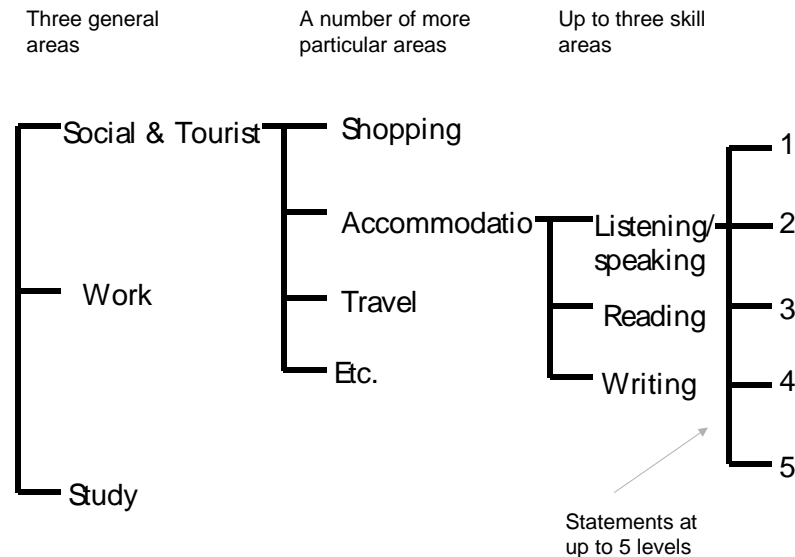 Three general
areas
A number of more
particular areas
Up to three skill
areas
Social & Tourist
Work
Study
Shopping
Accommodatio
Travel
Etc.
Listening/
speaking
Reading
Writing
1
2
3
4
5
Statements at
up to 5 levels